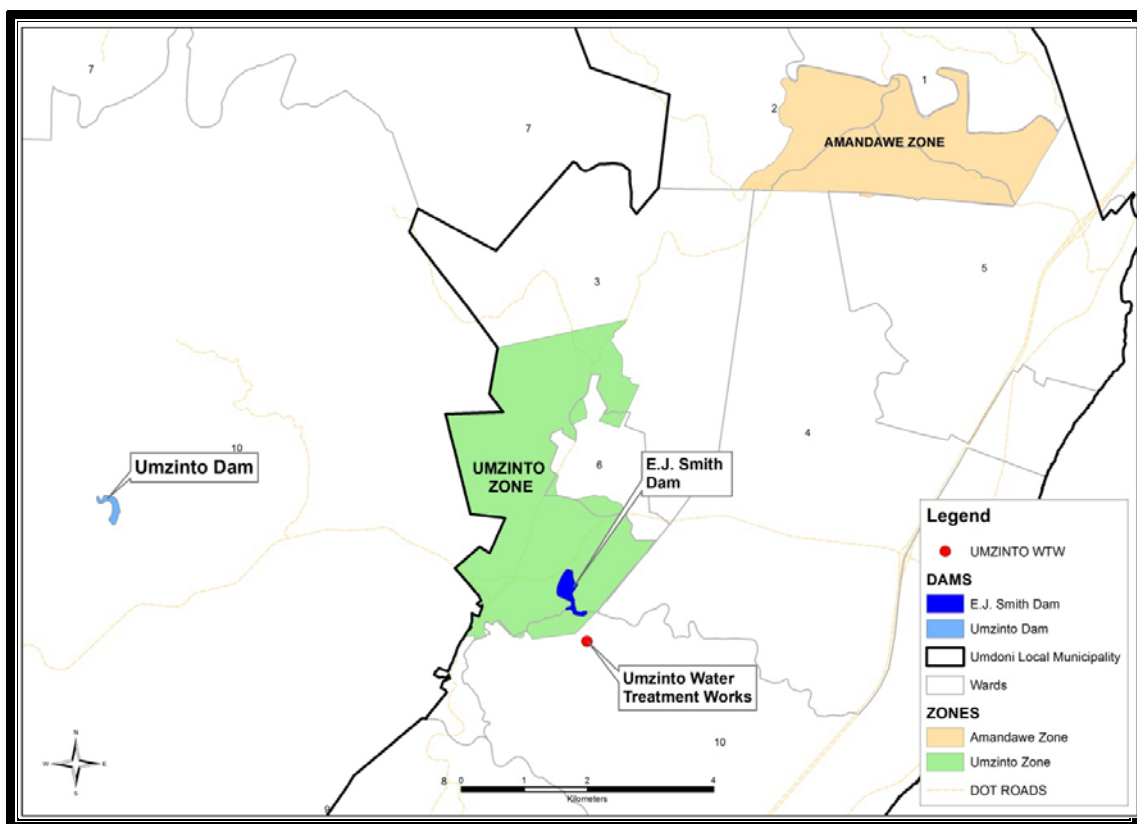 7
7
1
2
AMANDAWE ZONE
3
5
4
10
Umzinto Dam
UMZINTO
ZONE
6
E.J. Smith
Dam
Umzinto Water
Treatment Works
10
8
9
N
W
E
S
0
1
2
4
Kilometers
Legend
UMZINTO WTW
DAMS
E.J. Smith Dam
Umzinto Dam
Umdoni Local Municipality
Wards
ZONES
Amandawe Zone
Umzinto Zone
DOT ROADS